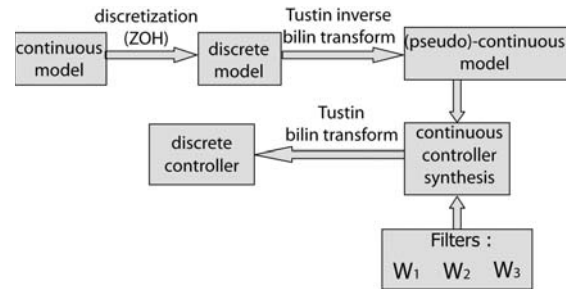 discretization
(ZOH)
Tustin inverse
bilin transform
continuous
model
discrete
model
(pseudo)-continuous
model
Tustin
bilin transform
discrete
controller
continuous
controller
synthesis
Filters :
W1 W2 W3